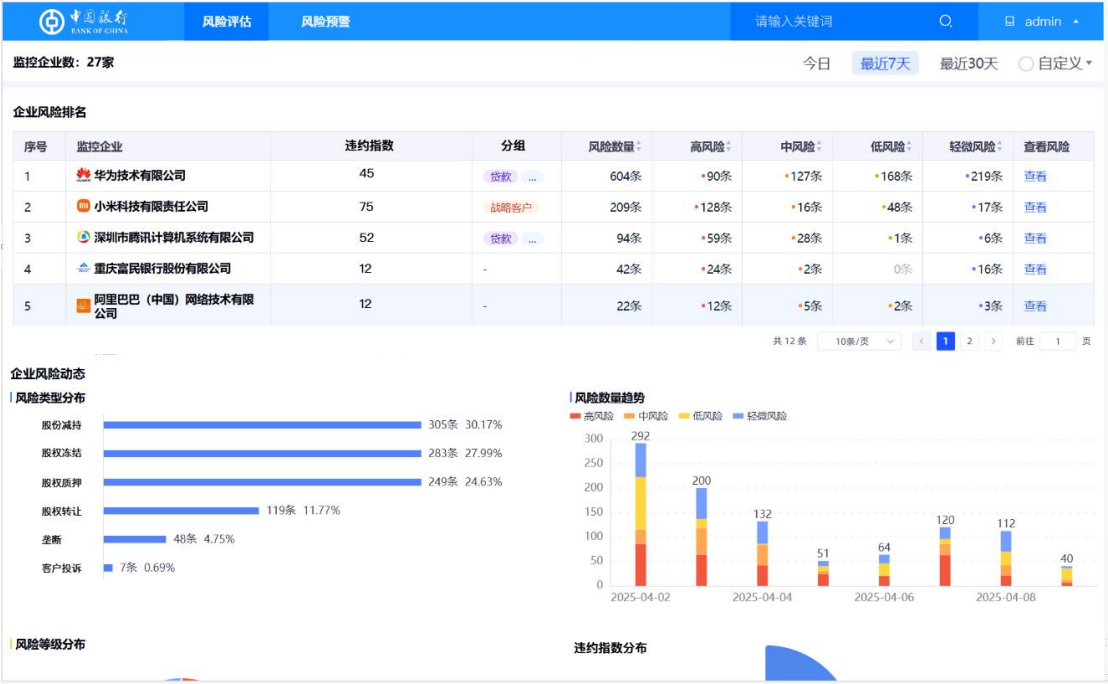 中国银行 风险评估 风险预警 请输入关键词 admin
BANK OF CHINA
监控企业数：27家 今日 最近7天 最近30天 自定义
企业风险排名
序号 监控企业 违约指数 分组 风险数量 高风险 中风险 低风险 轻微风险 查看风险
1 华为技术有限公司 45 贷款 ... 604条 90条 127条 168条 219条 查看
2 小米科技有限责任公司 75 战略客户 209条 128条 16条 48条 17条 查看
3 深圳市腾讯计算机系统有限公司 52 贷款 ... 94条 59条 28条 1条 6条 查看
4 重庆富民银行股份有限公司 12 - 42条 24条 2条 0条 16条 查看
5 阿里巴巴（中国）网络技术有限 12 - 22条 12条 5条 2条 3条 查看
公司
共 12 条 10条/页 1 2 前往 1 页
企业风险动态
风险类型分布
股份减持 305条 30.17%
股权冻结 283条 27.99%
股权质押 249条 24.63%
股权转让 119条 11.77%
垄断 48条 4.75%
客户投诉 7条 0.69%
风险数量趋势
高风险 中风险 低风险 轻微风险
300
250
200
150
100
50
0
292 200 132 51 64 120 112 40
2025-04-02 2025-04-04 2025-04-06 2025-04-08
风险等级分布
违约指数分布